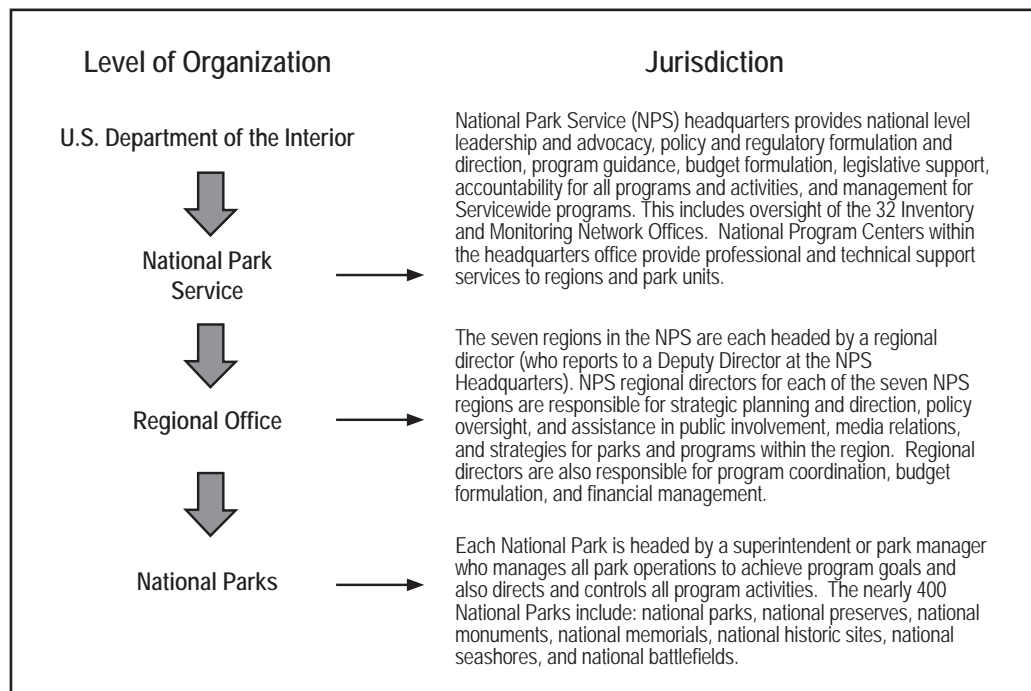 Level of Organization
Jurisdiction
U.S. Department of the Interior
National Park Service (NPS) headquarters provides national level
leadership and advocacy, policy and regulatory formulation and
direction, program guidance, budget formulation, legislative support,
accountability for all programs and activities, and management for
Servicewide programs. This includes oversight of the 32 Inventory
and Monitoring Network Offices. National Program Centers within
the headquarters office provide professional and technical support
services to regions and park units.
National Park
Service
The seven regions in the NPS are each headed by a regional
director (who reports to a Deputy Director at the NPS
Headquarters). NPS regional directors for each of the seven NPS
regions are responsible for strategic planning and direction, policy
oversight, and assistance in public involvement, media relations,
and strategies for parks and programs within the region. Regional
directors are also responsible for program coordination, budget
formulation, and financial management.
Regional Office
Each National Park is headed by a superintendent or park manager
who manages all park operations to achieve program goals and
also directs and controls all program activities. The nearly 400
National Parks include: national parks, national preserves, national
monuments, national memorials, national historic sites, national
seashores, and national battlefields.
National Parks